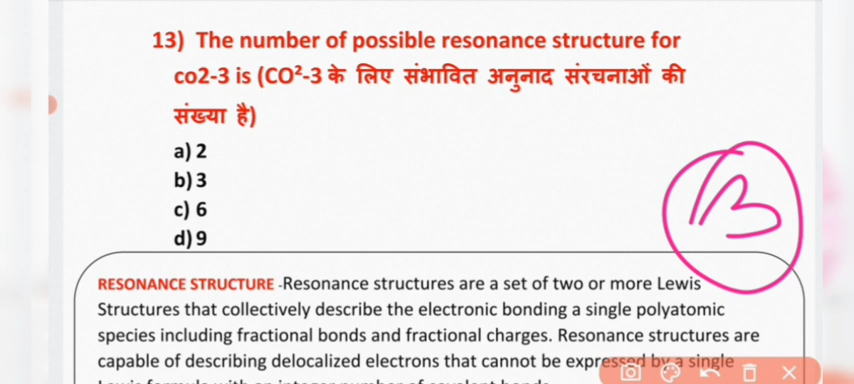 13) The number of possible resonance structure for
co2-3 is (CO²-3 के लिए संभावित अनुनाद संरचनाओं की
संख्या है)
a) 2
b) 3
c) 6
d) 9
B
RESONANCE STRUCTURE -Resonance structures are a set of two or more Lewis
Structures that collectively describe the electronic bonding a single polyatomic
species including fractional bonds and fractional charges. Resonance structures are
capable of describing delocalized electrons that cannot be expressed by a single